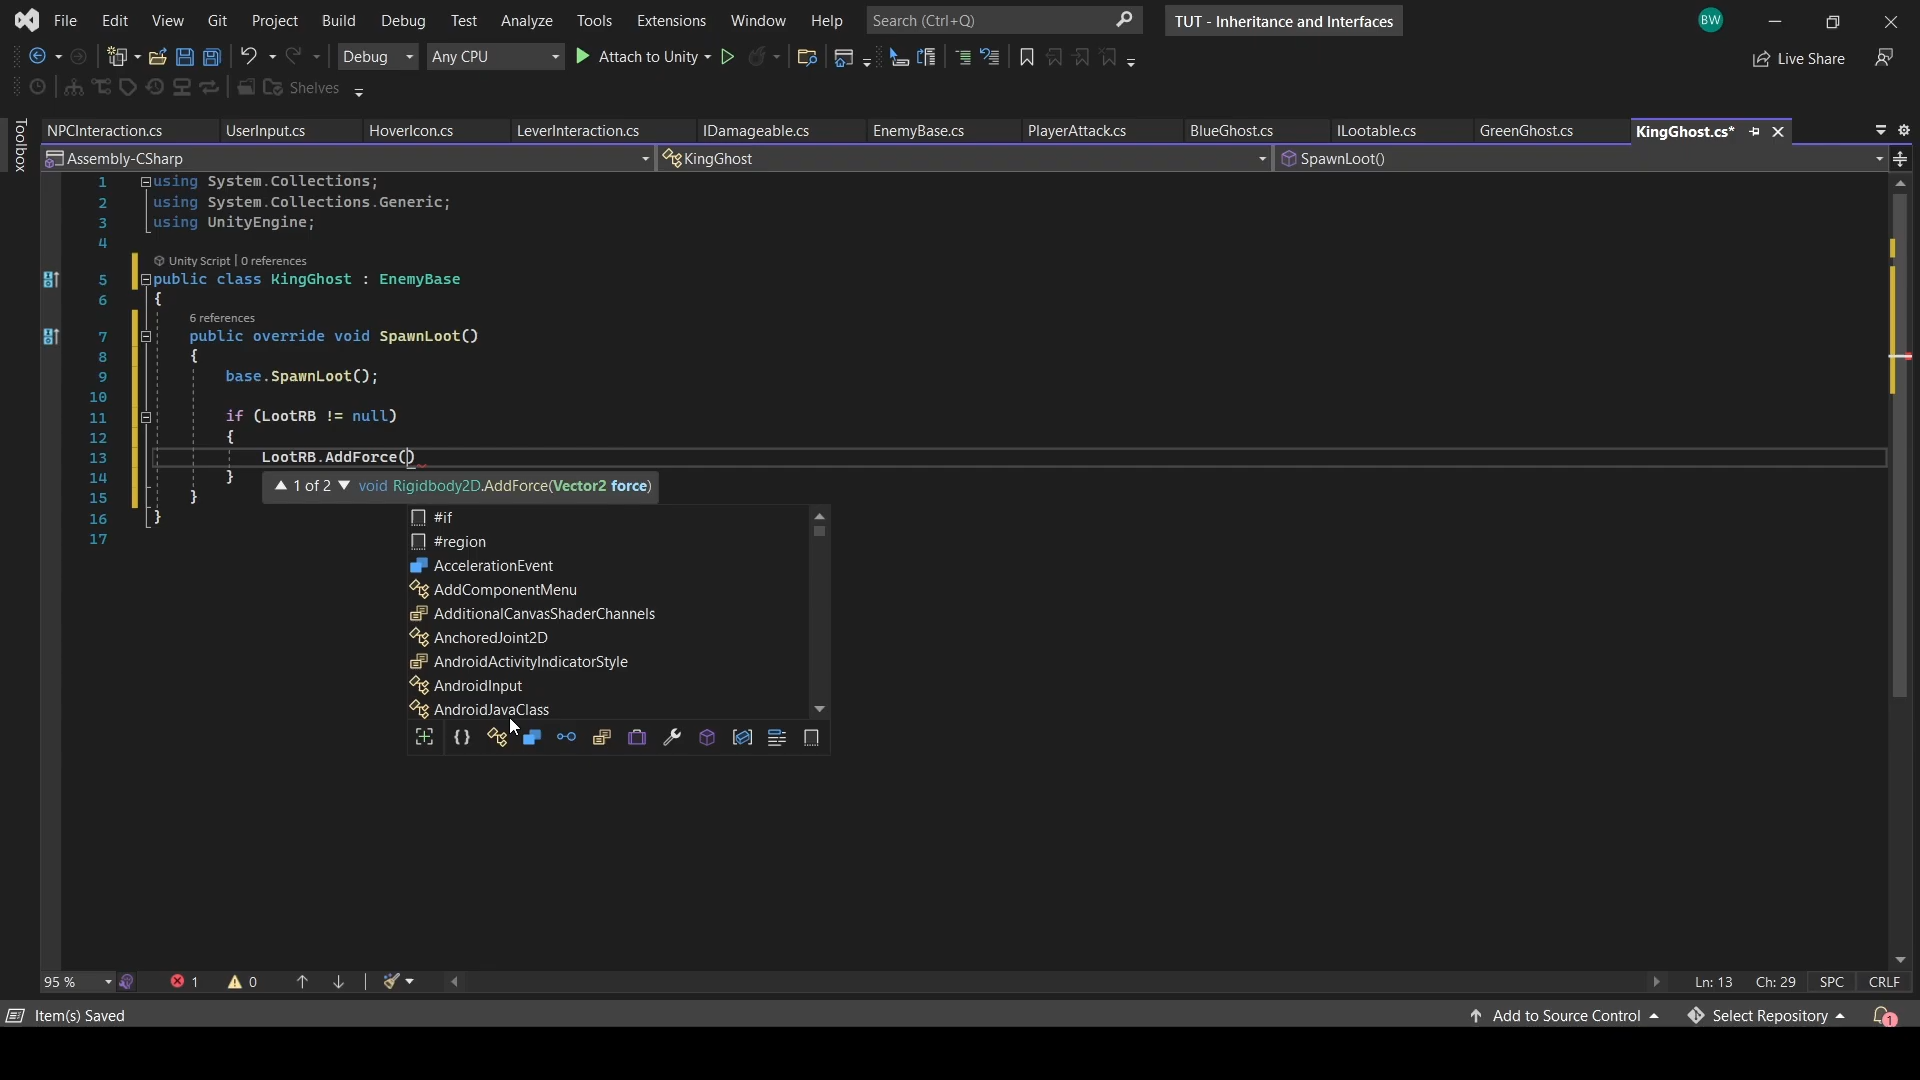 File Edit View Git Project Build Debug Test Analyze Tools Extensions Window Help Search (Ctrl+Q) TUT - Inheritance and Interfaces BW
Debug Any CPU Attach to Unity Live Share
Shelves
Toolbox
NPCInteraction.cs UserInput.cs HoverIcon.cs LeverInteraction.cs IDamageable.cs EnemyBase.cs PlayerAttack.cs BlueGhost.cs ILootable.cs GreenGhost.cs KingGhost.cs*
Assembly-CSharp KingGhost SpawnLoot()
1 using System.Collections;
2 using System.Collections.Generic;
3 using UnityEngine;
4
Unity Script | 0 references
5 public class KingGhost : EnemyBase
6 {
6 references
7 public override void SpawnLoot()
8 {
9 base.SpawnLoot();
10
11 if (LootRB != null)
12 {
13 LootRB.AddForce()
14 }
1 of 2 void Rigidbody2D.AddForce(Vector2 force)
15 }
16 }
17
#if
#region
AccelerationEvent
AddComponentMenu
AdditionalCanvasShaderChannels
AnchoredJoint2D
AndroidActivityIndicatorStyle
AndroidInput
AndroidJavaClass
95 % 1 0 Ln: 13 Ch: 29 SPC CRLF
Item(s) Saved Add to Source Control Select Repository 1